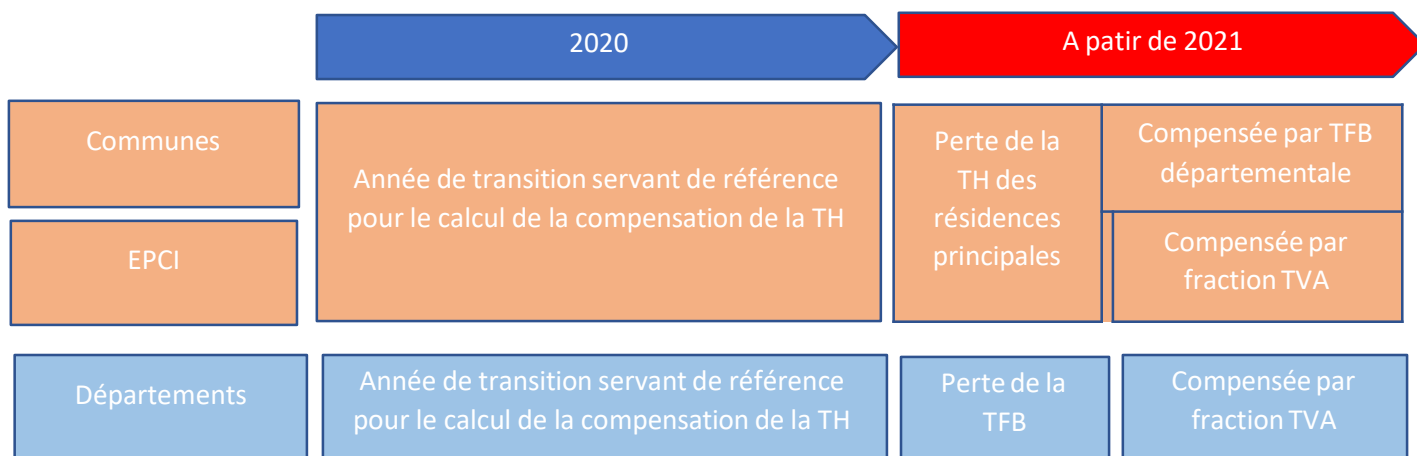 2020
A patir de 2021
Communes
EPCI
Année de transition servant de référence
pour le calcul de la compensation de la TH
Perte de la
TH des
résidences
principales
Compensée par TFB
départementale
Compensée par
fraction TVA
Départements
Année de transition servant de référence
pour le calcul de la compensation de la TH
Perte de la
TFB
Compensée par
fraction TVA